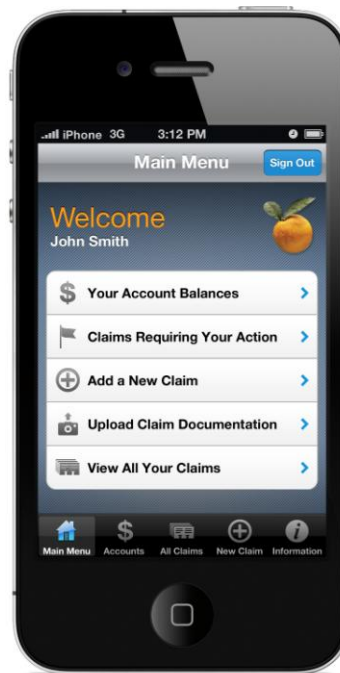 iPhone 3G 3:12 PM
Main Menu
Sign Out
Welcome
John Smith
$ Your Account Balances
Claims Requiring Your Action
Add a New Claim
Upload Claim Documentation
View All Your Claims
$
Main Menu Accounts All Claims New Claim Information